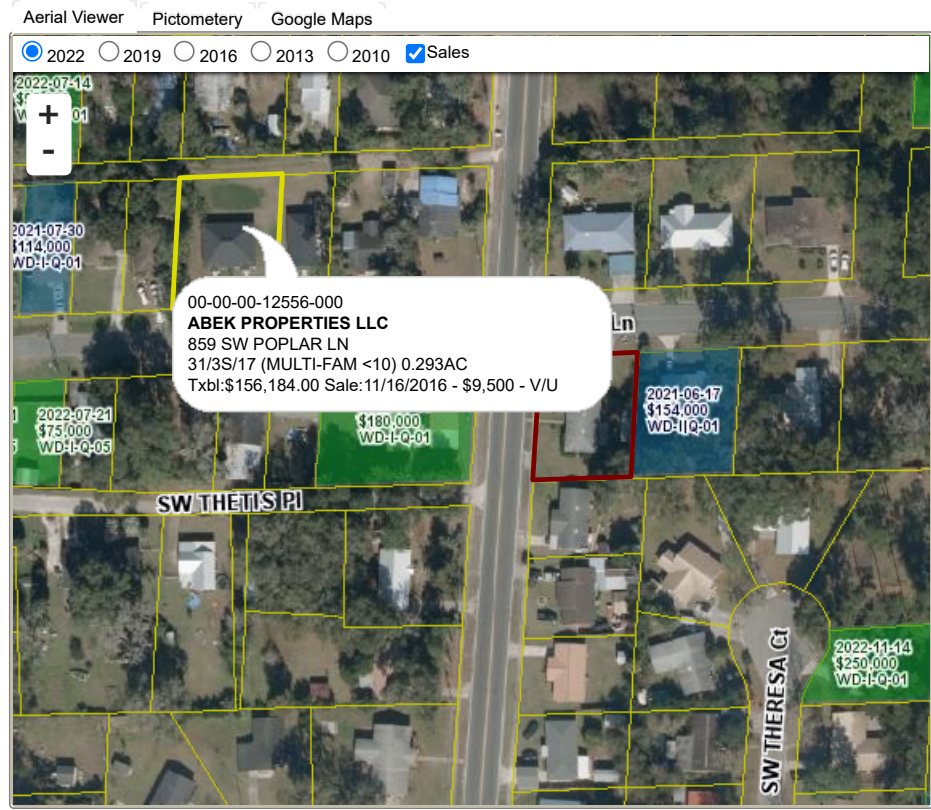 Aerial Viewer Pictometery Google Maps
2022 2019 2016 2013 2010 Sales
2022-07-14
01
+
-
2021-07-30
$114,000
WD-I-Q-01
00-00-00-12556-000
ABEK PROPERTIES LLC
859 SW POPLAR LN
31/3S/17 (MULTI-FAM <10) 0.293AC
Txbl:$156,184.00 Sale:11/16/2016 - $9,500 - V/U
Ln
2021-06-17
$154,000
WD-I|Q-01
2022-07-21
$75,000
WD-I-Q-05
$180,000
WD-I-Q-01
SW THETIS Pl
SW THERESA Ct
2022-11-14
$250,000
WD-I-Q-01